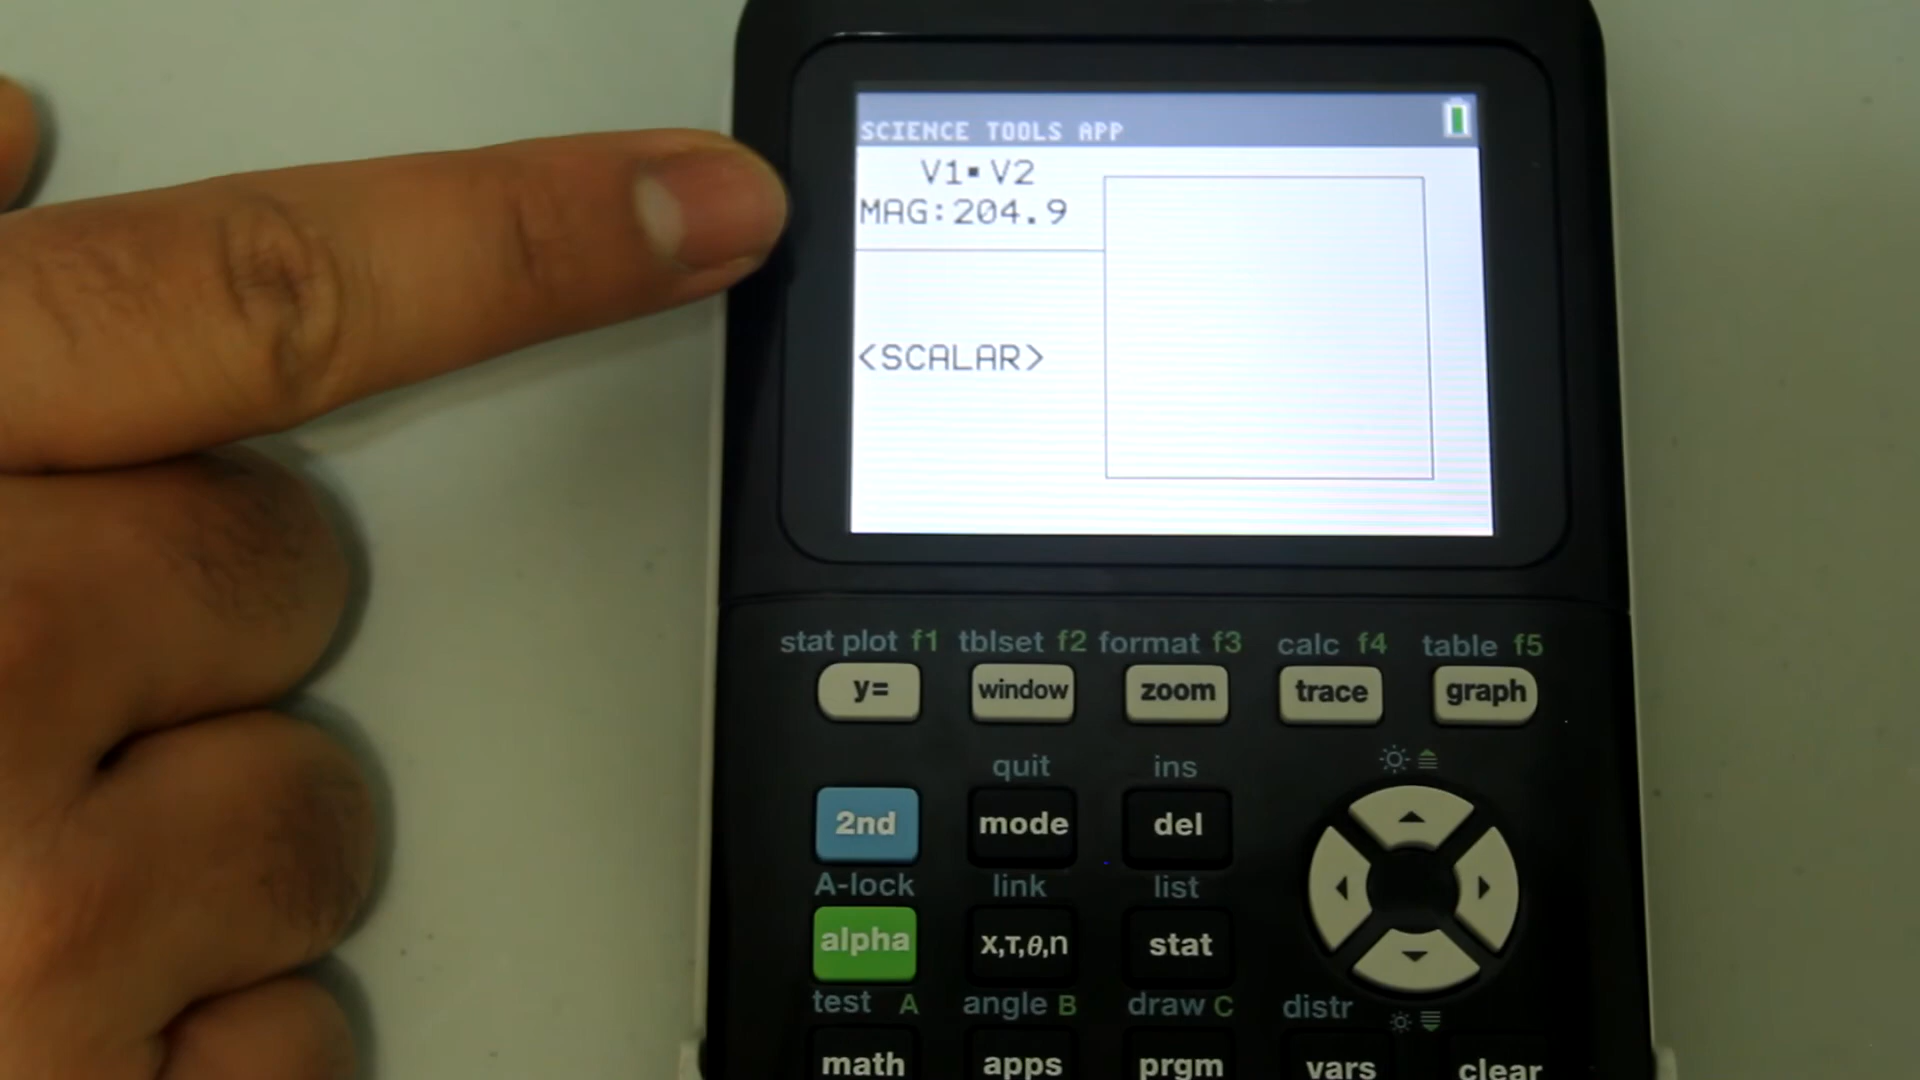 SCIENCE TOOLS APP
V1▪V2
MAG:204.9
<SCALAR>
stat plot f1 tblset f2 format f3 calc f4 table f5
y= window zoom trace graph
quit ins
2nd mode del
A-lock link list
alpha x,T,θ,n stat
test A angle B draw C distr
math apps prgm vars clear